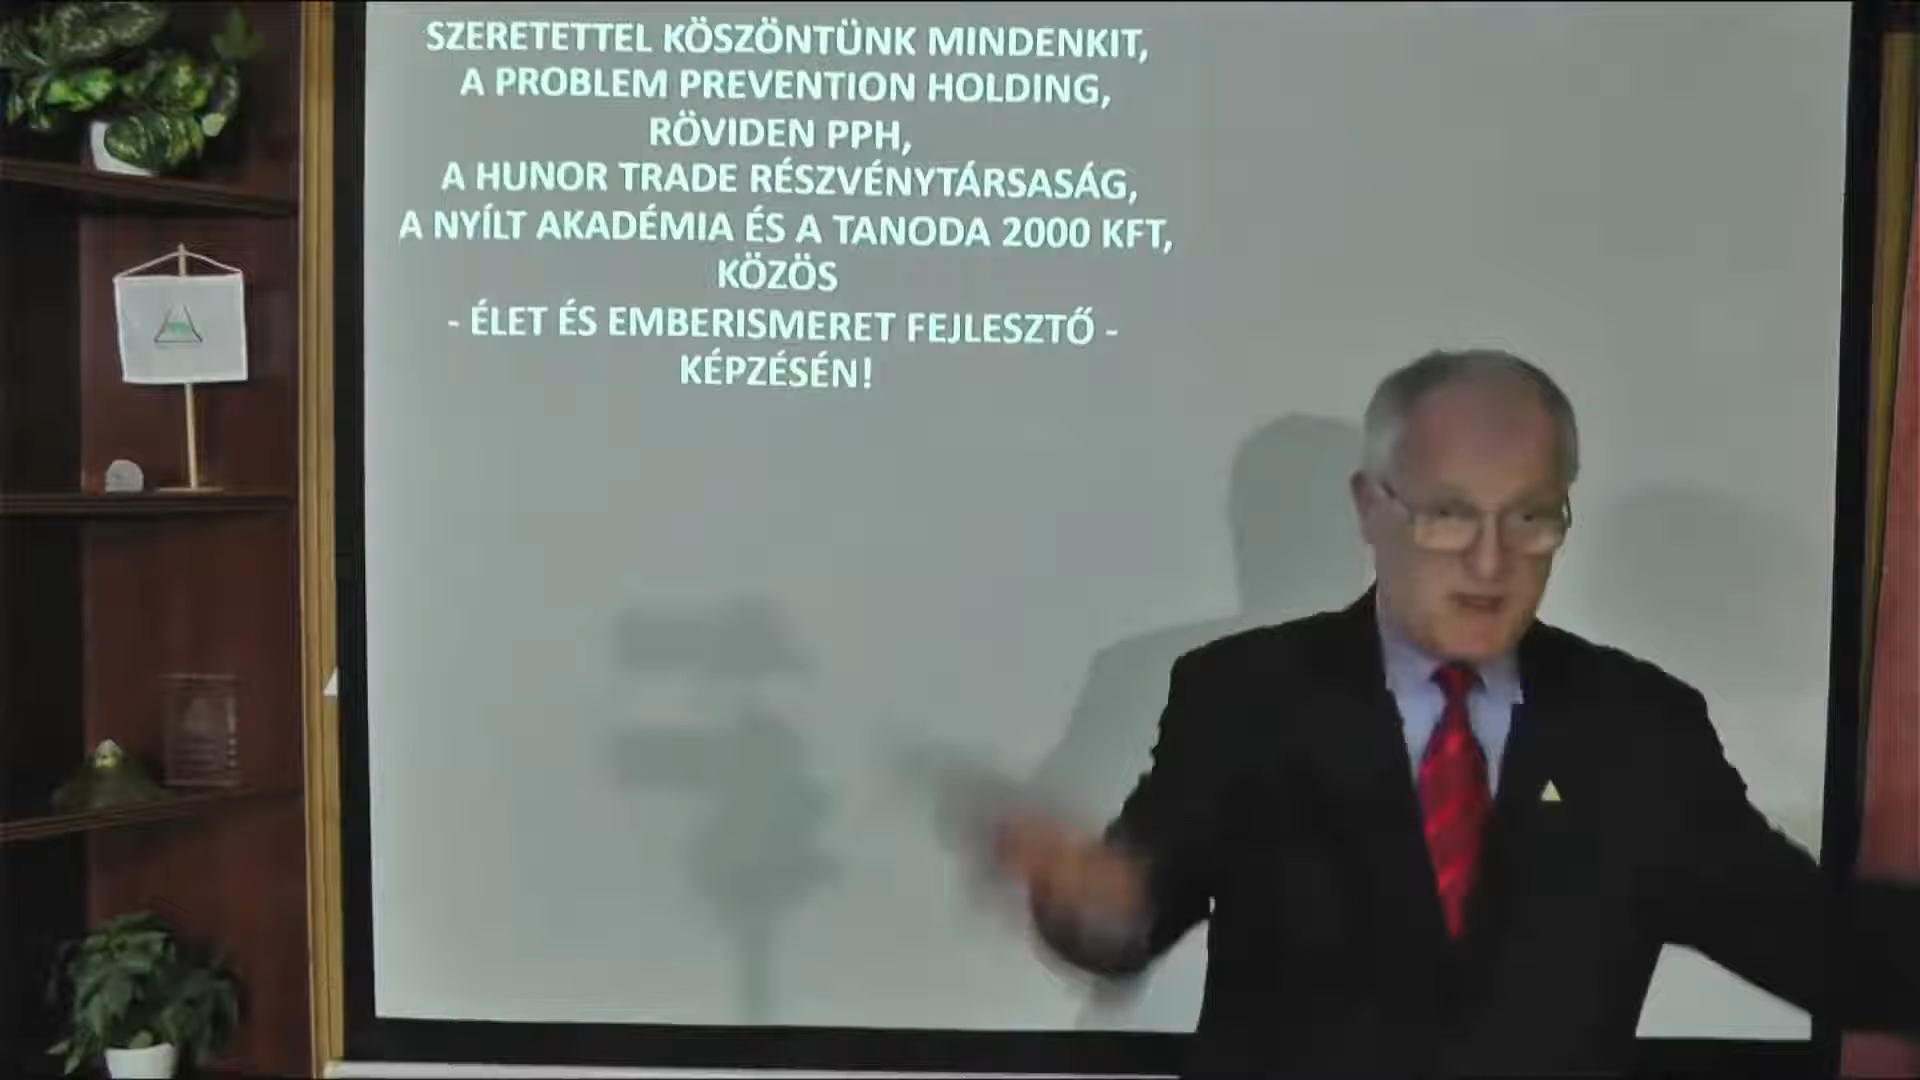 SZERETETTEL KÖSZÖNTÜNK MINDENKIT,
A PROBLEM PREVENTION HOLDING,
RÖVIDEN PPH,
A HUNOR TRADE RÉSZVÉNYTÁRSASÁG,
A NYÍLT AKADÉMIA ÉS A TANODA 2000 KFT,
KÖZÖS
- ÉLET ÉS EMBERISMERET FEJLESZTŐ -
KÉPZÉSÉN!